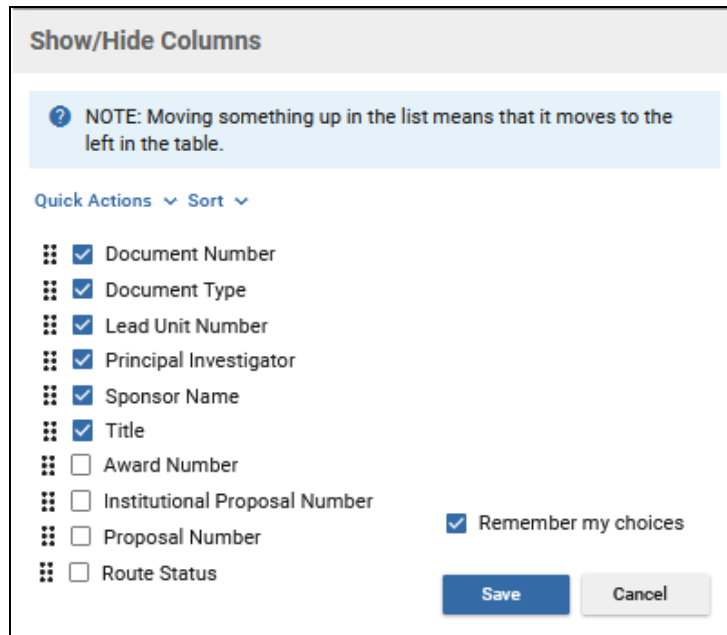 Show/Hide Columns
NOTE: Moving something up in the list means that it moves to the
left in the table.
Quick Actions Sort
Document Number
Document Type
Lead Unit Number
Principal Investigator
Sponsor Name
Title
Award Number
Institutional Proposal Number
Proposal Number
Route Status
Remember my choices
Save Cancel